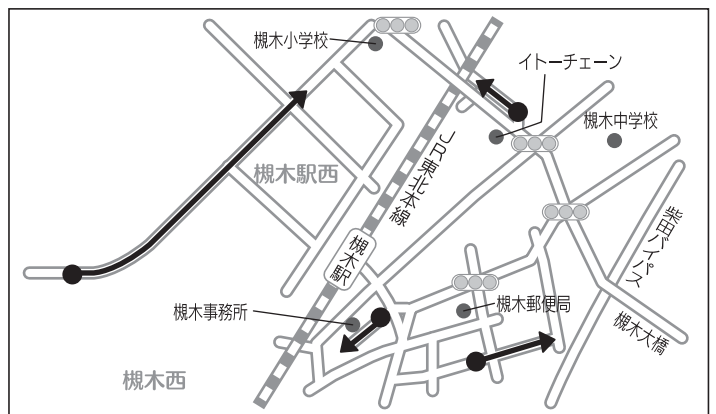 槻木小学校
イトーチェーン
槻木中学校
槻木駅西
JR東北本線
柴田バイパス
槻木駅
槻木事務所
槻木郵便局
槻木大橋
槻木西